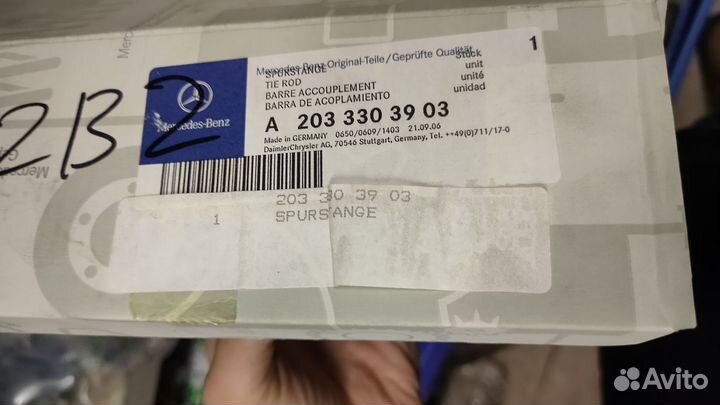 Mercedes-Benz Original-Teile/Geprüfte Qualität
SPURSTANGE
TIE ROD
BARRE ACCOUPLEMENT
BARRA DE ACOPLAMIENTO
Stück
unit
unité
unidad
1
Mercedes-Benz
2B2
A 203 330 39 03
Made in GERMANY 0650/0609/1403 21.09.06
DaimlerChrysler AG, 70546 Stuttgart, Germany, Tel. ++49(0)711/17-0
203 330 39 03
1 SPURSTANGE
Avito